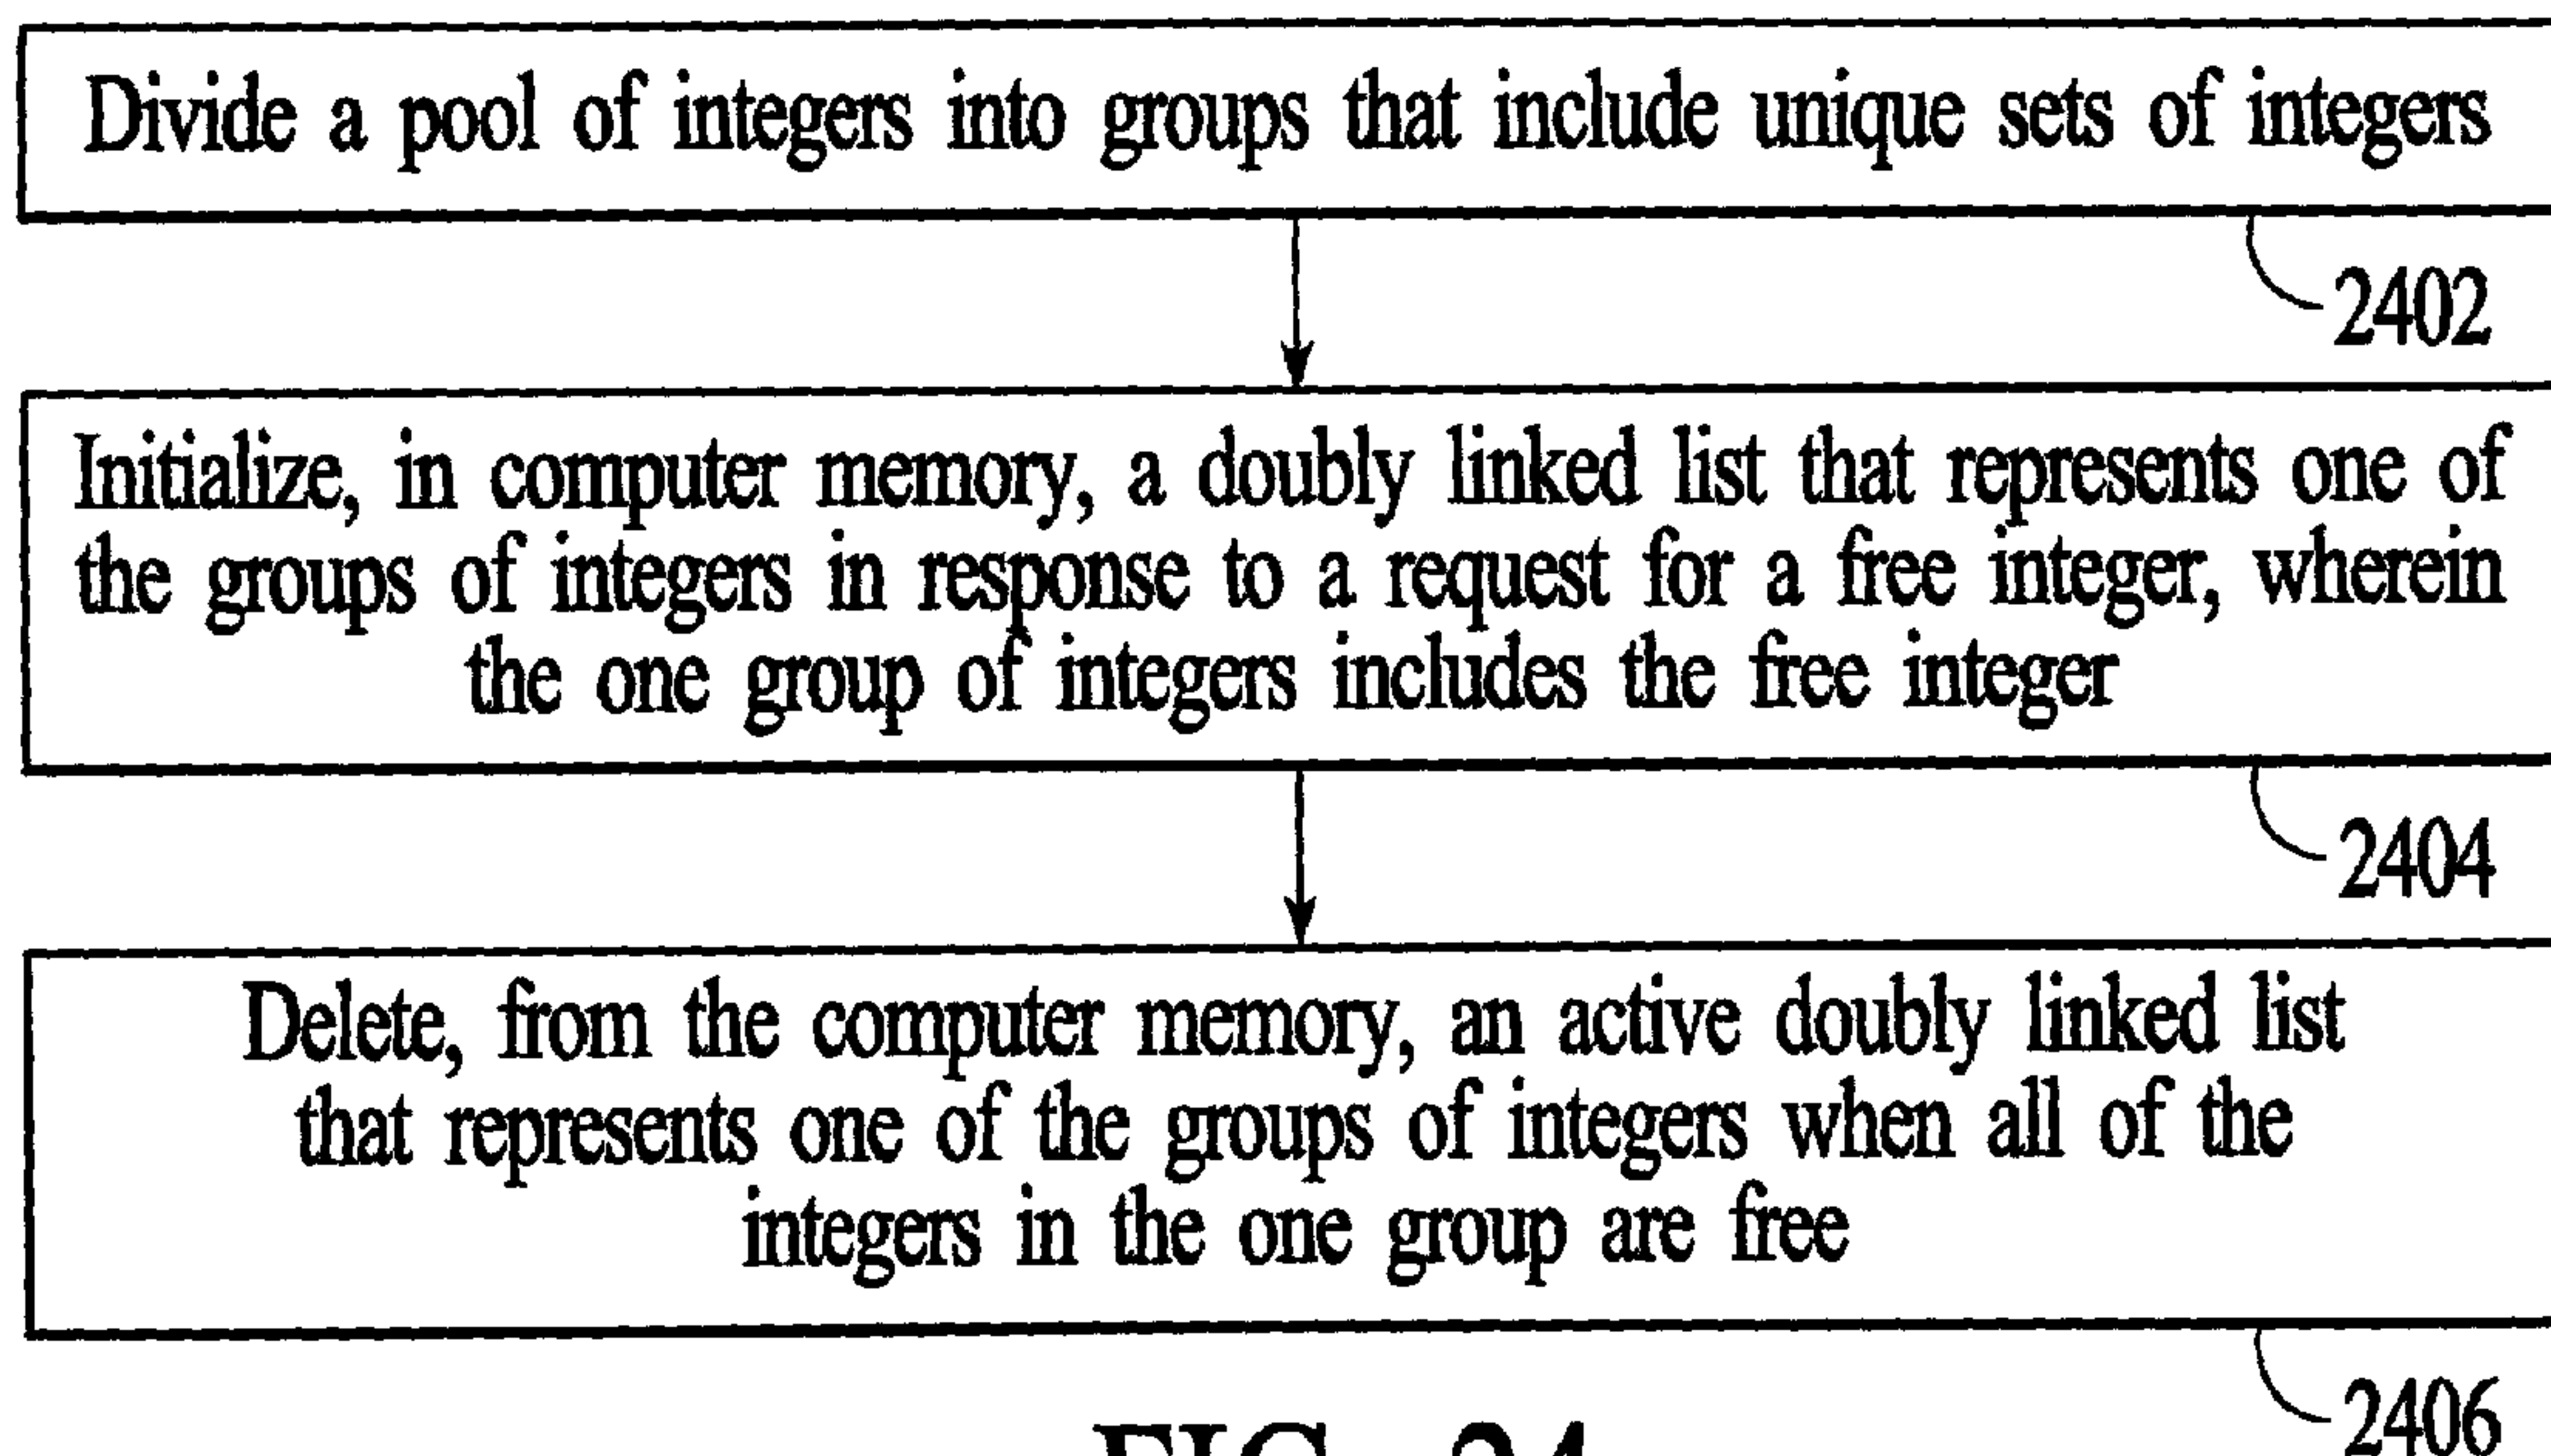 Divide a pool of integers into groups that include unique sets of integers
2402
Initialize, in computer memory, a doubly linked list that represents one of
the groups of integers in response to a request for a free integer, wherein
the one group of integers includes the free integer
2404
Delete, from the computer memory, an active doubly linked list
that represents one of the groups of integers when all of the
integers in the one group are free
2406
FIG. 24